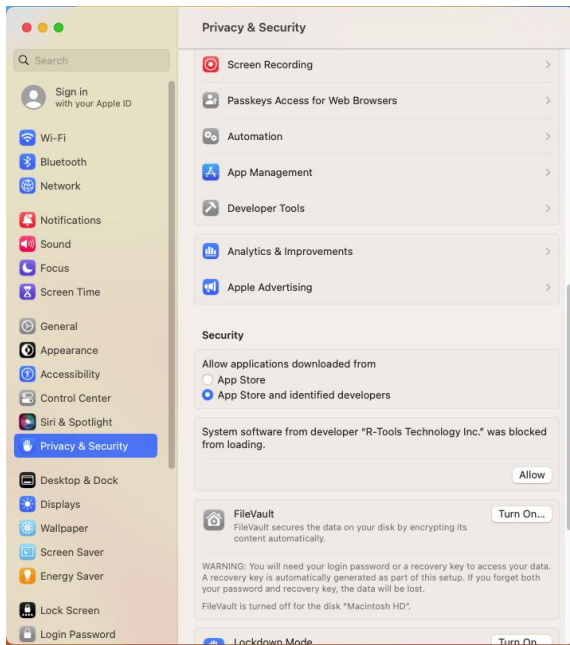 Privacy & Security
Search
Sign in
with your Apple ID
Wi-Fi
Bluetooth
Network
Notifications
Sound
Focus
Screen Time
General
Appearance
Accessibility
Control Center
Siri & Spotlight
Privacy & Security
Desktop & Dock
Displays
Wallpaper
Screen Saver
Energy Saver
Lock Screen
Login Password
Screen Recording
Passkeys Access for Web Browsers
Automation
App Management
Developer Tools
Analytics & Improvements
Apple Advertising
Security
Allow applications downloaded from
App Store
App Store and identified developers
System software from developer "R-Tools Technology Inc." was blocked
from loading.
Allow
FileVault
Turn On...
FileVault secures the data on your disk by encrypting its
content automatically.
WARNING: You will need your login password or a recovery key to access your data.
A recovery key is automatically generated as part of this setup. If you forget both
your password and recovery key, the data will be lost.
FileVault is turned off for the disk "Macintosh HD".
Lockdown Mode
Turn On